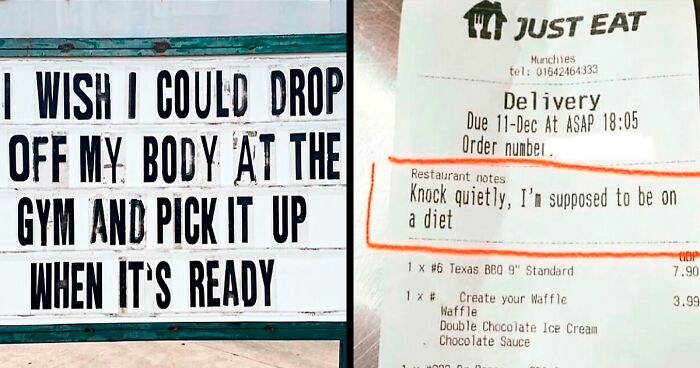 I WISH I COULD DROP
OFF MY BODY AT THE
GYM AND PICK IT UP
WHEN IT'S READY
JUST EAT
Munchies
tel: 01642464333
Delivery
Due 11-Dec At ASAP 18:05
Order number
Restaurant notes
Knock quietly, I'm supposed to be on
a diet
GBP
1 x #6 Texas BBQ 9" Standard 7.90
1 x # Create your Waffle 3.99
Waffle
Double Chocolate Ice Cream
Chocolate Sauce